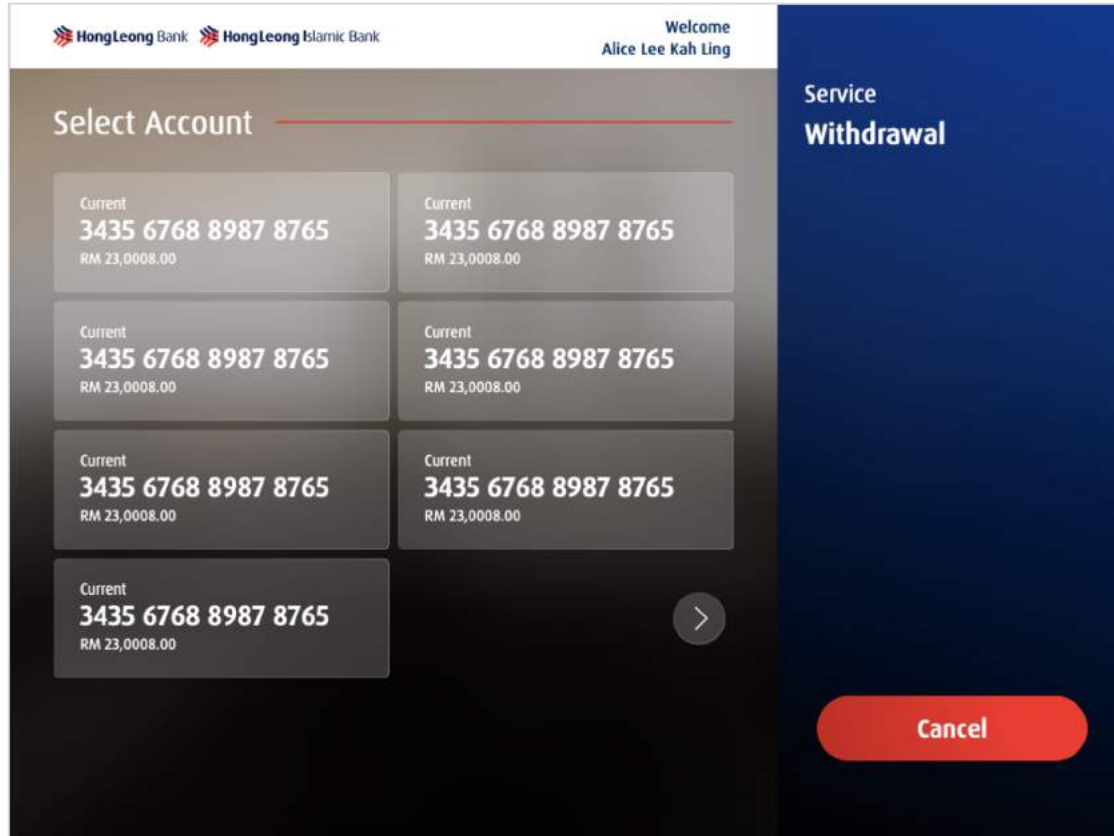 HongLeong Bank HongLeong Islamic Bank
Welcome
Alice Lee Kah Ling
Select Account
Current
3435 6768 8987 8765
RM 23,0008.00
Current
3435 6768 8987 8765
RM 23,0008.00
Current
3435 6768 8987 8765
RM 23,0008.00
Current
3435 6768 8987 8765
RM 23,0008.00
Current
3435 6768 8987 8765
RM 23,0008.00
Current
3435 6768 8987 8765
RM 23,0008.00
Current
3435 6768 8987 8765
RM 23,0008.00
Service
Withdrawal
Cancel